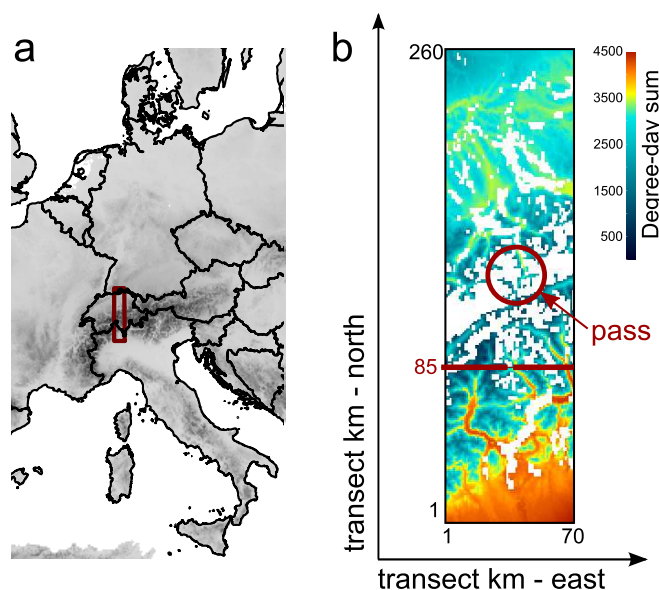 a
b
260
85
1
1
70
transect km - north
transect km - east
pass
4500
3500
2500
1500
500
Degree-day sum